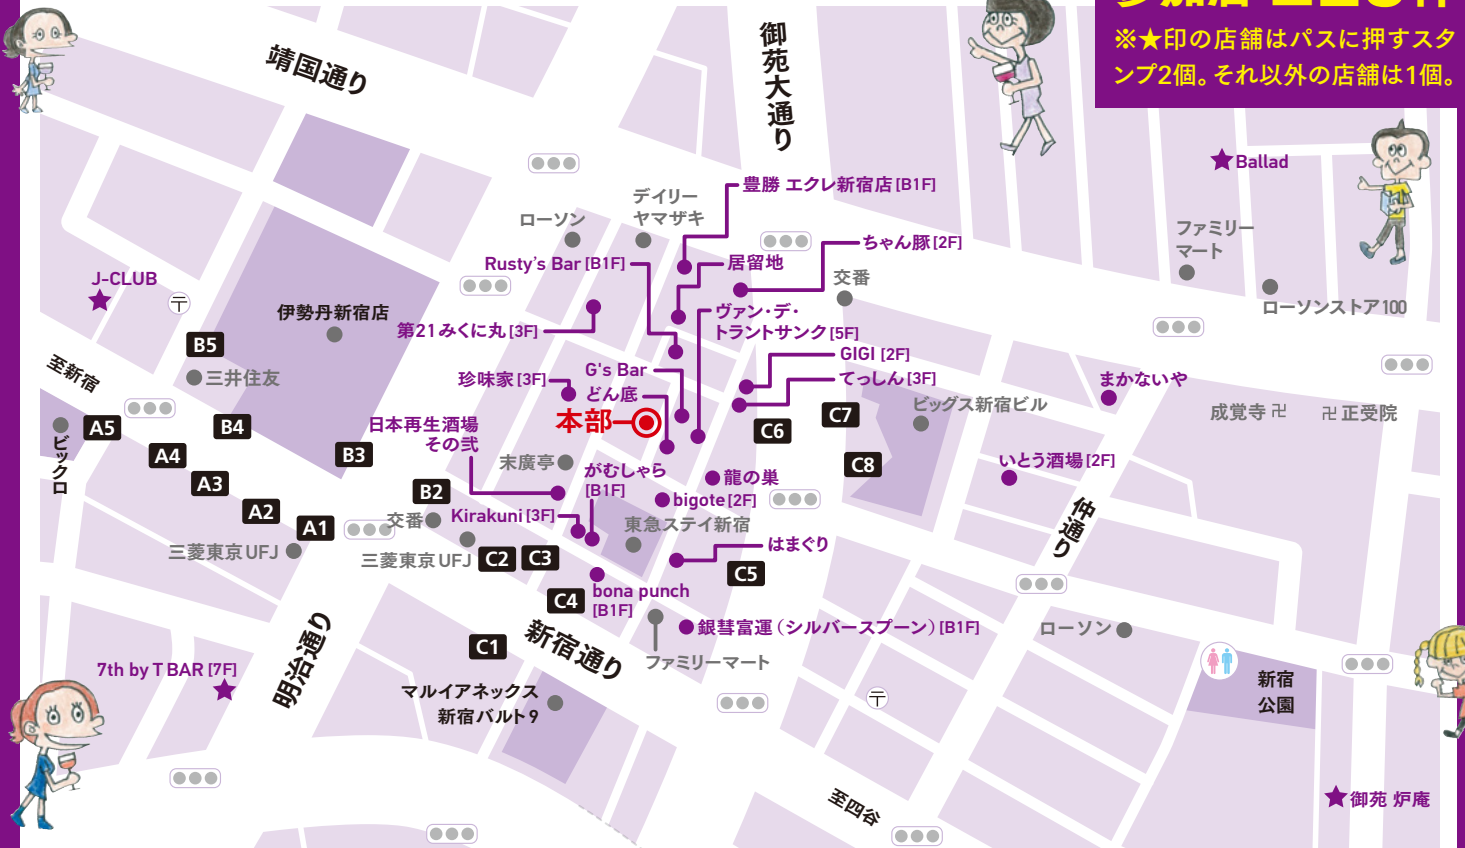 ※★印の店舗はパスに押すスタ
ンプ2個。それ以外の店舗は1個。
靖国通り
御苑大通り
Ballad
豊勝 エクレ新宿店[B1F]
デイリー
ヤマザキ
ローソン
ファミリー
マート
ちゃん豚[2F]
Rusty's Bar [B1F]
居留地
交番
J-CLUB
〒
ローソンストア100
伊勢丹新宿店
第21みくに丸[3F]
ヴァン・デ・
トラントサンク[5F]
B5
GIGI [2F]
至新宿
三井住友
珍味家[3F]
G's Bar
てっしん[3F]
まかないや
どん底
ビッグス新宿ビル
成覚寺 卍
卍 正受院
本部
A5
B4
日本再生酒場
その弐
C6
C7
ビックロ
A4
B3
末廣亭
がむしゃら
[B1F]
C8
いとう酒場[2F]
A3
B2
龍の巣
bigote[2F]
A2
交番
Kirakuni [3F]
東急ステイ新宿
仲通り
A1
三菱東京UFJ
三菱東京UFJ
C2
C3
はまぐり
C5
bona punch
[B1F]
C4
明治通り
C1
新宿通り
銀彗富運(シルバースプーン)[B1F]
ローソン
ファミリーマート
7th by T BAR [7F]
マルイアネックス
新宿バルト9
〒
新宿
公園
至四谷
御苑 炉庵